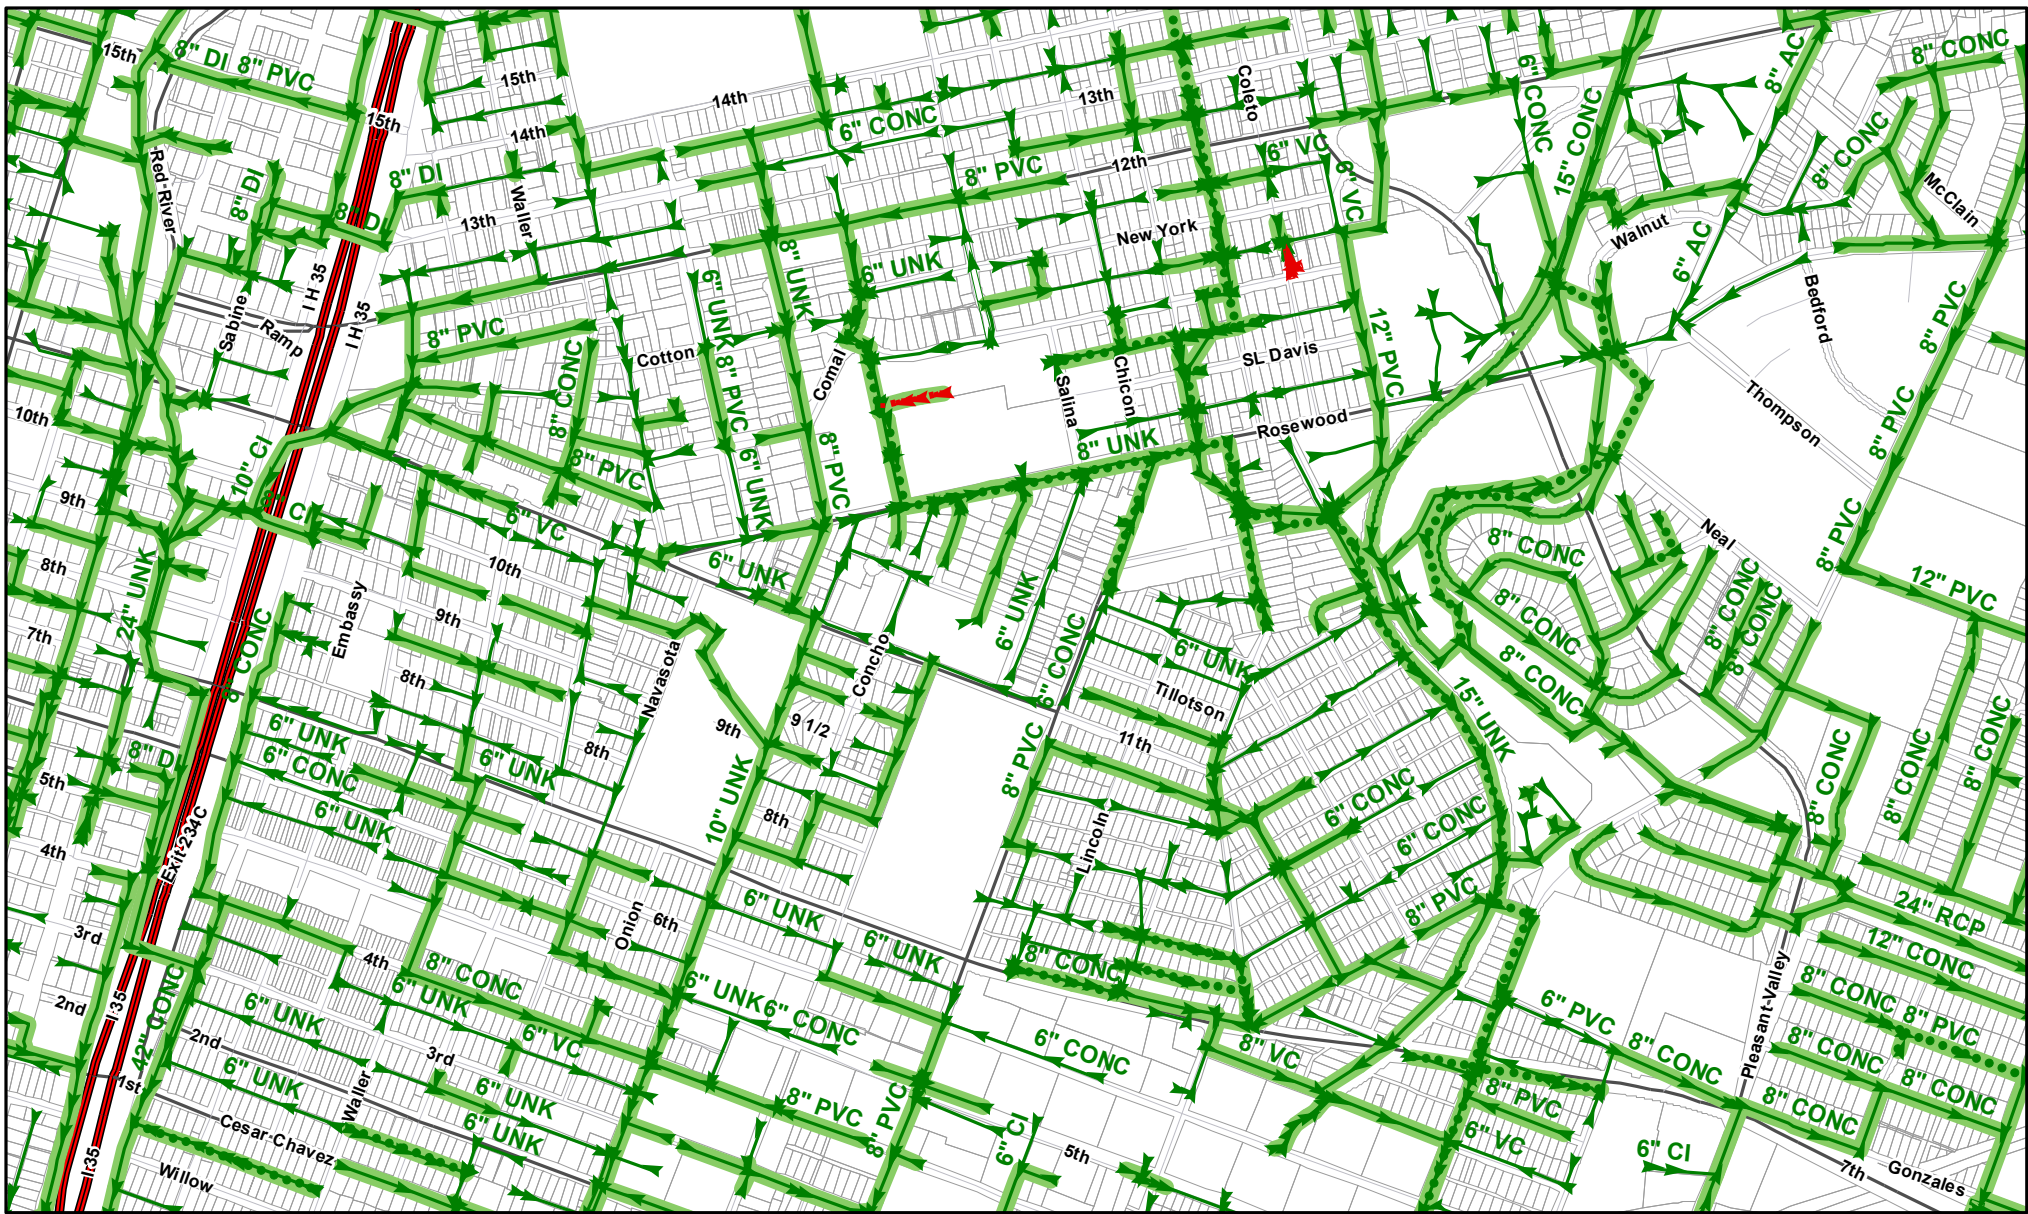 15th
8" DI
8" PVC
15th
15th
14th
14th
6" CONC
13th
Coleto
6" CONC
15" CONC
8" AC
8" CONC
8" CONC
McClain
Red-River
8" DI
8" DI
8" DI
13th
Waller
8" PVC
12th
6" VC
8" VC
New York
Walnut
6" AC
Bedford
8" PVC
I H 35
I H 35
Sabine
Ramp
8" PVC
8" CONC
Cotton
6" UNK
8" PVC
6" UNK
8" UNK
6" UNK
Comal
8" PVC
Salina
Chicon
8" UNK
SL Davis
12" PVC
Rosewood
Thompson
8" PVC
10th
10" CI
8" CI
8" PVC
9th
8th
24" UNK
7th
6" VC
10th
6" UNK
Embassy
9th
8th
8" CONC
Navasota
8th
9th
9 1/2
Concho
6" UNK
6" CONC
6" UNK
Tillotson
11th
8" CONC
8" CONC
8" CONC
15" UNK
Neal
8" CONC
8" CONC
8" PVC
12" PVC
8" CONC
8" CONC
8" CONC
8" DI
5th
4th
3rd
2nd
6" UNK
6" CONC
6" UNK
6" UNK
Exit 234C
10" UNK
8th
8" PVC
Lincoln
6" CONC
6" CONC
8" PVC
Onion
6th
6" UNK
6" UNK
8" CONC
24" RCP
12" CONC
Pleasant-Valley
I-35
42" CONC
4th
8" CONC
6" UNK
6" UNK
6" VC
6" UNK
6" CONC
6" CONC
8" VC
6" PVC
8" CONC
8" CONC
8" PVC
8" CONC
8" CONC
8" CONC
1st
2nd
3rd
6" UNK
Waller
6" UNK
6" UNK
8" PVC
8" PVC
6" CI
5th
8" PVC
6" VC
6" CI
I-35
Cesar-Chavez
Willow
7th
Gonzales